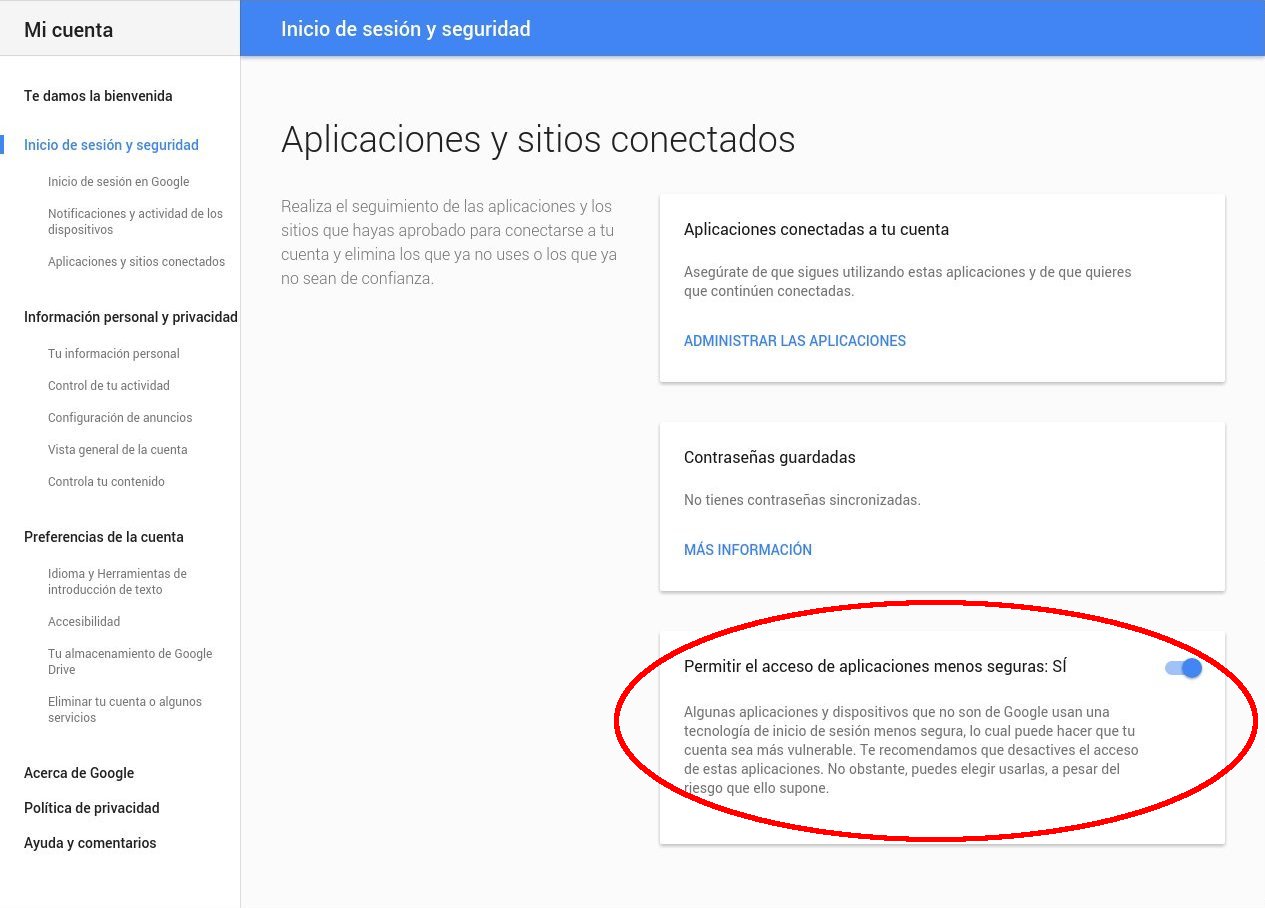 Mi cuenta
Inicio de sesión y seguridad
Te damos la bienvenida
Inicio de sesión y seguridad
Inicio de sesión en Google
Notificaciones y actividad de los
dispositivos
Aplicaciones y sitios conectados
Información personal y privacidad
Tu información personal
Control de tu actividad
Configuración de anuncios
Vista general de la cuenta
Controla tu contenido
Preferencias de la cuenta
Idioma y Herramientas de
introducción de texto
Accesibilidad
Tu almacenamiento de Google
Drive
Eliminar tu cuenta o algunos
servicios
Acerca de Google
Política de privacidad
Ayuda y comentarios
Aplicaciones y sitios conectados
Realiza el seguimiento de las aplicaciones y los
sitios que hayas aprobado para conectarse a tu
cuenta y elimina los que ya no uses o los que ya
no sean de confianza.
Aplicaciones conectadas a tu cuenta
Asegúrate de que sigues utilizando estas aplicaciones y de que quieres
que continúen conectadas.
ADMINISTRAR LAS APLICACIONES
Contraseñas guardadas
No tienes contraseñas sincronizadas.
MÁS INFORMACIÓN
Permitir el acceso de aplicaciones menos seguras: SÍ
Algunas aplicaciones y dispositivos que no son de Google usan una
tecnología de inicio de sesión menos segura, lo cual puede hacer que tu
cuenta sea más vulnerable. Te recomendamos que desactives el acceso
de estas aplicaciones. No obstante, puedes elegir usarlas, a pesar del
riesgo que ello supone.